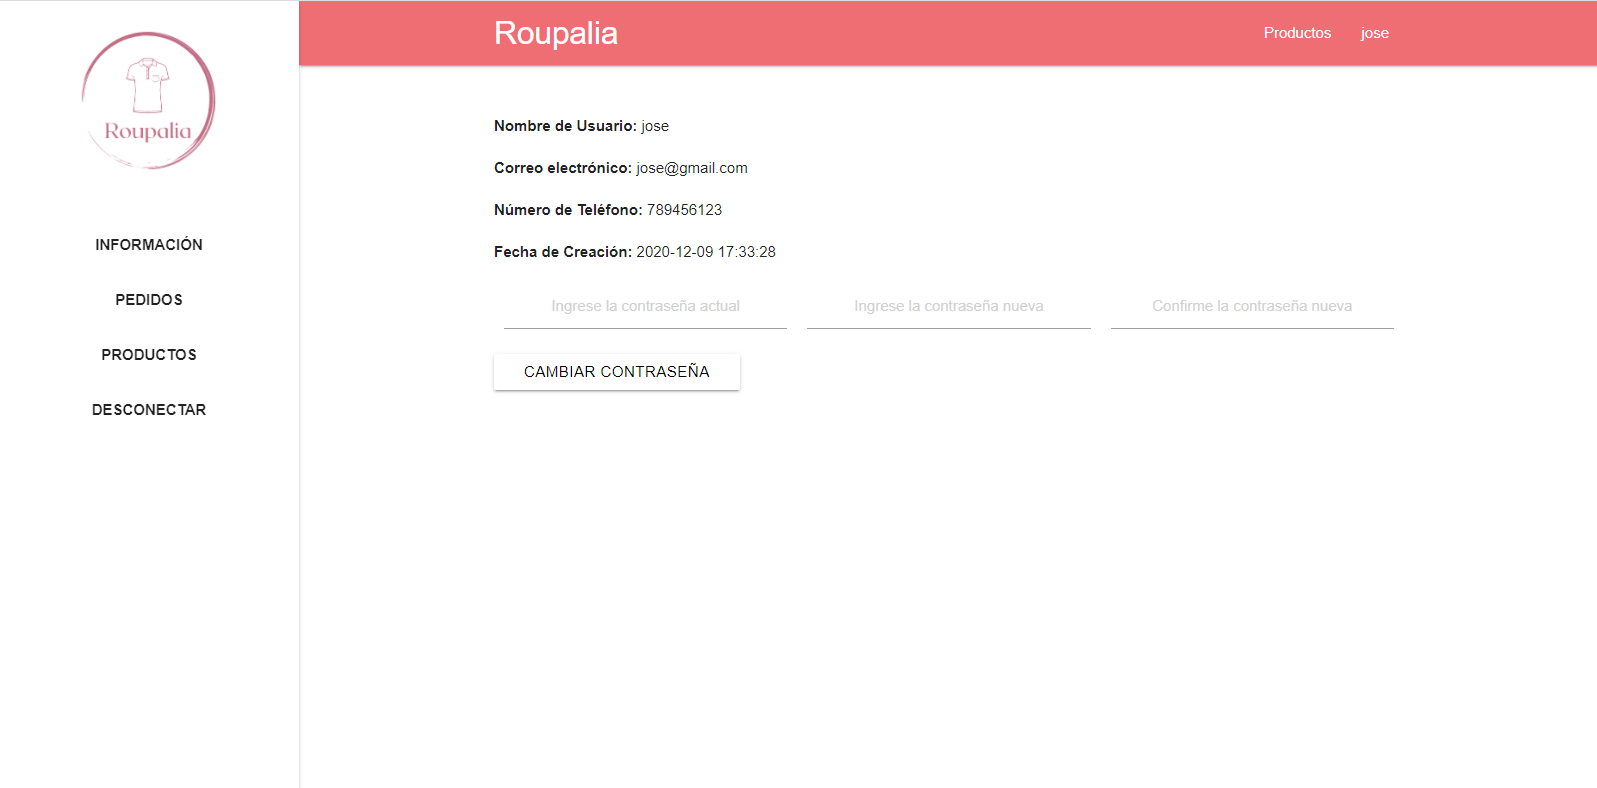 Roupalia
INFORMACIÓN
PEDIDOS
PRODUCTOS
DESCONECTAR
Roupalia
Productos
jose
Nombre de Usuario: jose
Correo electrónico: jose@gmail.com
Número de Teléfono: 789456123
Fecha de Creación: 2020-12-09 17:33:28
Ingrese la contraseña actual
Ingrese la contraseña nueva
Confirme la contraseña nueva
CAMBIAR CONTRASEÑA